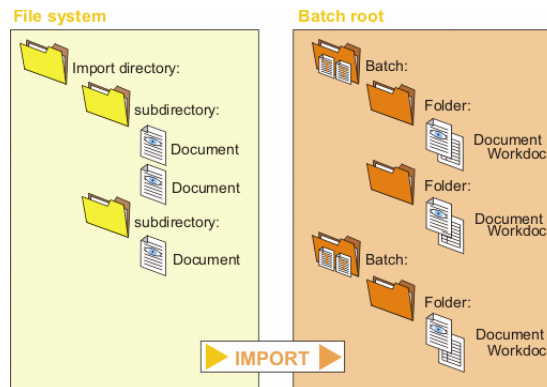 File system
Import directory:
subdirectory:
Document
Document
subdirectory:
Document
Batch root
Batch:
Folder:
Document
Workdoc
Folder:
Document
Workdoc
Batch:
Folder:
Document
Workdoc
IMPORT